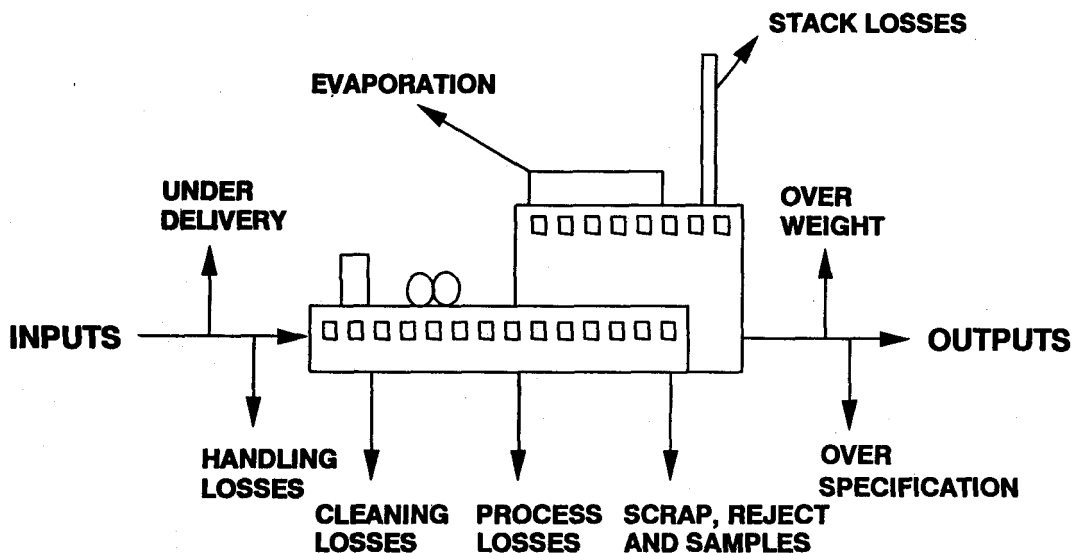 STACK LOSSES
EVAPORATION
UNDER
DELIVERY
OVER
WEIGHT
INPUTS
OUTPUTS
HANDLING
LOSSES
OVER
SPECIFICATION
CLEANING
LOSSES
PROCESS
LOSSES
SCRAP, REJECT
AND SAMPLES